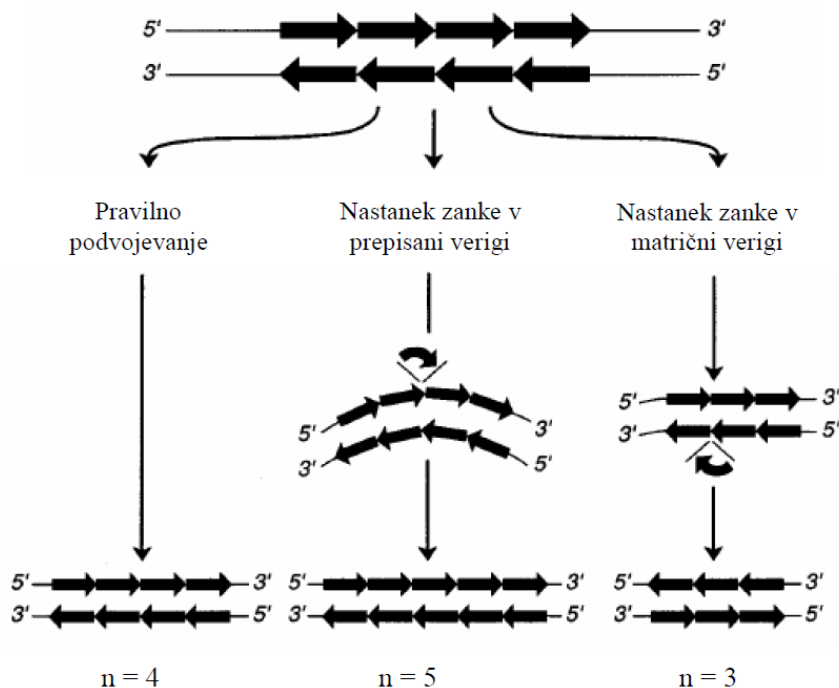 5' 3'
3' 5'
Pravilno
podvojevanje
Nastanek zanke v
prepisani verigi
Nastanek zanke v
matrični verigi
5' 3'
3' 5'
5' 3'
3' 5'
5' 3'
3' 5'
5' 3'
3' 5'
5' 3'
3' 5'
n = 4
n = 5
n = 3